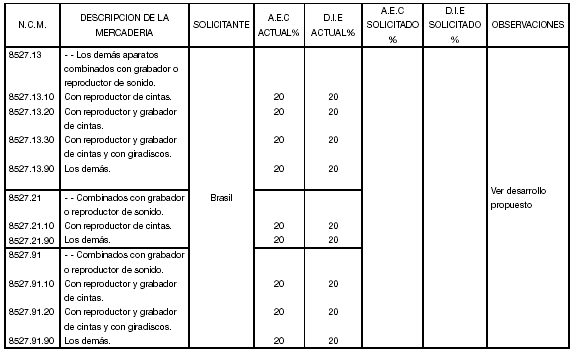 N.C.M. DESCRIPCION DE LA MERCADERIA SOLICITANTE A.E.C ACTUAL% D.I.E ACTUAL% A.E.C SOLICITADO % D.I.E SOLICITADO % OBSERVACIONES
8527.13 - - Los demás aparatos
combinados con grabador o
reproductor de sonido.
8527.13.10 Con reproductor de cintas. 20 20
8527.13.20 Con reproductor y grabador 20 20
de cintas.
8527.13.30 Con reproductor y grabador 20 20
de cintas y con giradiscos.
8527.13.90 Los demás. 20 20
Ver desarrollo
8527.21 - - Combinados con grabador Brasil propuesto
o reproductor de sonido.
8527.21.10 Con reproductor de cintas. 20 20
8527.21.90 Los demás. 20 20
8527.91 - - Combinados con grabador
o reproductor de sonido.
8527.91.10 Con reproductor y grabador 20 20
de cintas.
8527.91.20 Con reproductor y grabador 20 20
de cintas y con giradiscos.
8527.91.90 Los demás. 20 20